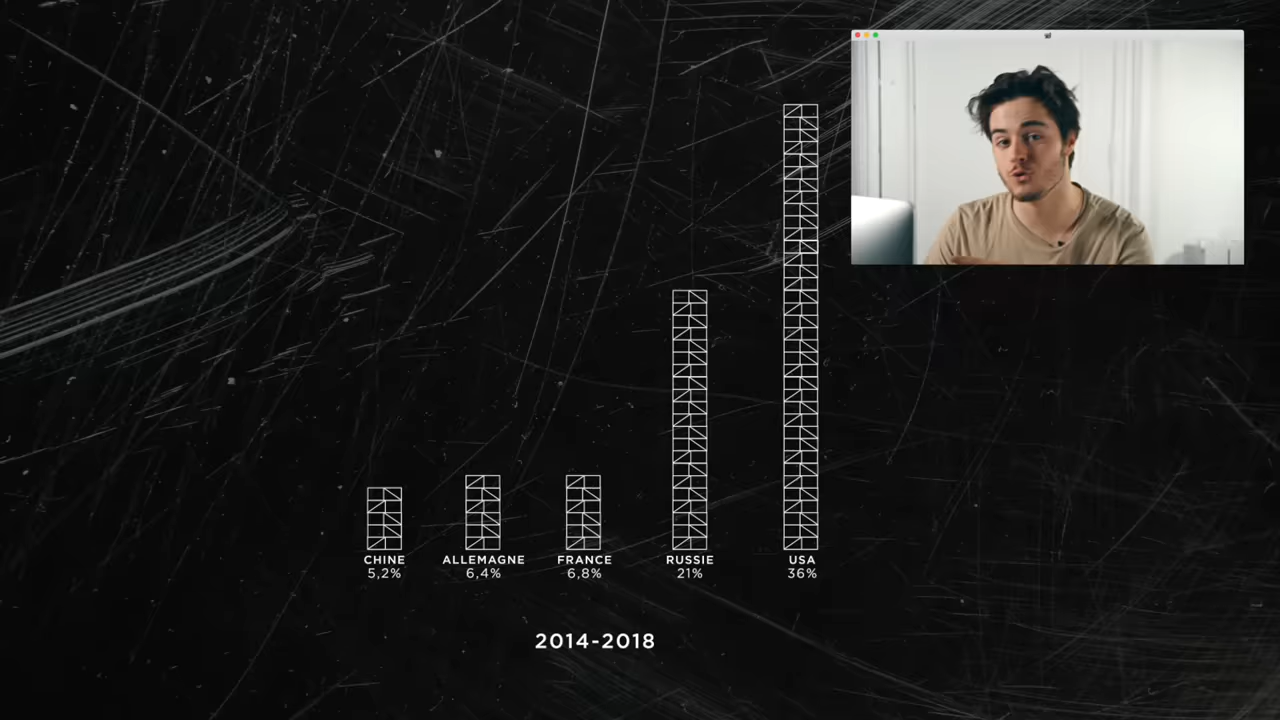 CHINE
5,2%
ALLEMAGNE
6,4%
FRANCE
6,8%
RUSSIE
21%
USA
36%
2014-2018